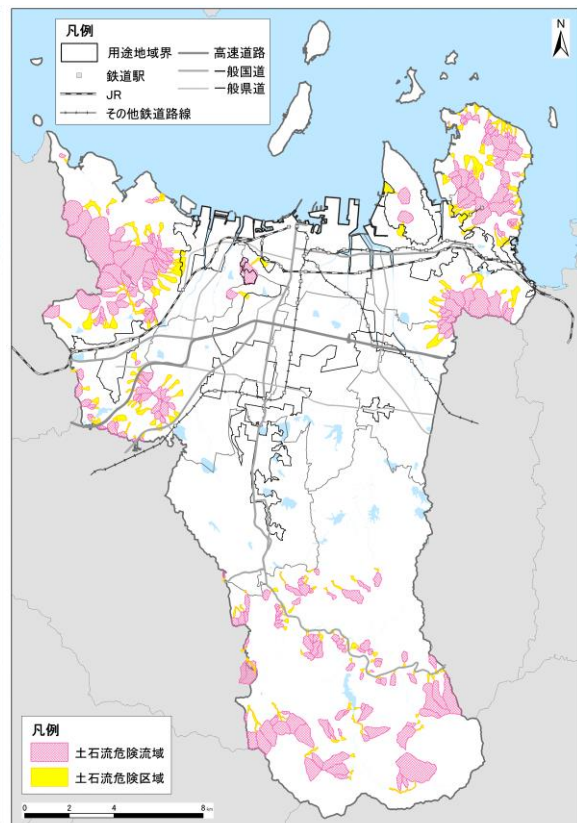 凡例
用途地域界
鉄道駅
JR
その他鉄道路線
高速道路
一般国道
一般県道
N
凡例
土石流危険流域
土石流危険区域
0 2 4 8 km